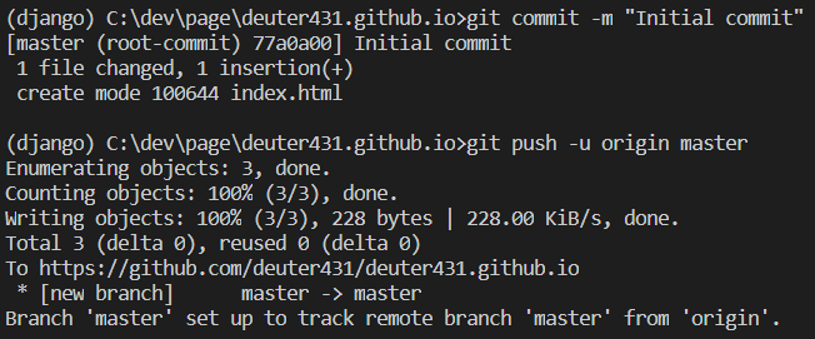 (django) C:\dev\page\deuter431.github.io>git commit -m "Initial commit"
[master (root-commit) 77a0a00] Initial commit
 1 file changed, 1 insertion(+)
 create mode 100644 index.html

(django) C:\dev\page\deuter431.github.io>git push -u origin master
Enumerating objects: 3, done.
Counting objects: 100% (3/3), done.
Writing objects: 100% (3/3), 228 bytes | 228.00 KiB/s, done.
Total 3 (delta 0), reused 0 (delta 0)
To https://github.com/deuter431/deuter431.github.io
 * [new branch]      master -> master
Branch 'master' set up to track remote branch 'master' from 'origin'.